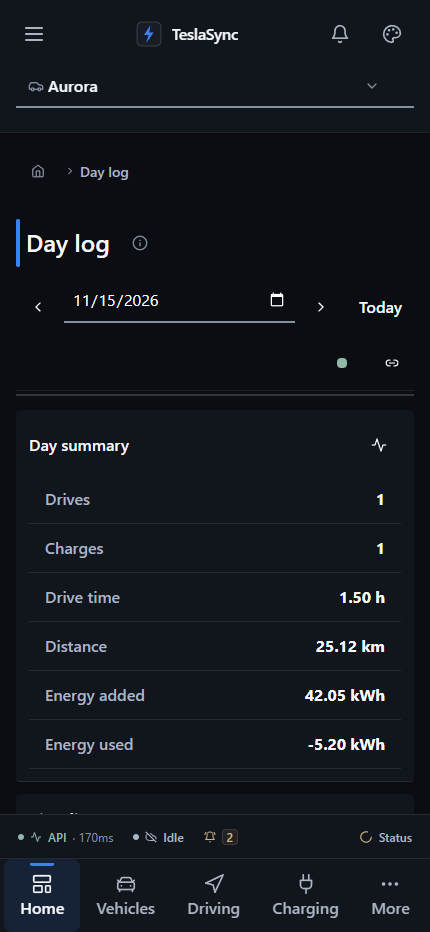 TeslaSync
Aurora
Day log
Day log
11/15/2026
Today
Day summary
Drives 1
Charges 1
Drive time 1.50 h
Distance 25.12 km
Energy added 42.05 kWh
Energy used -5.20 kWh
API · 170ms Idle 2 Status
Home Vehicles Driving Charging More